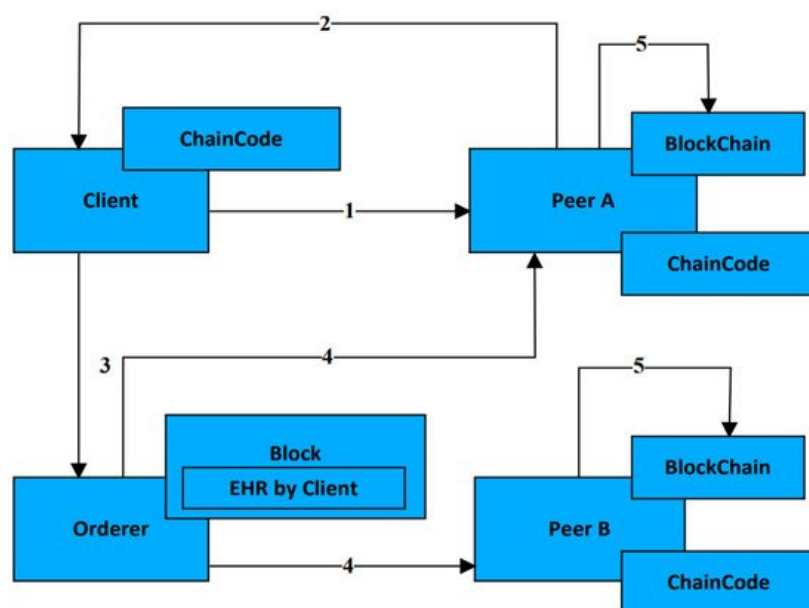 2
5
ChainCode
BlockChain
Client
1
Peer A
ChainCode
3
4
5
Block
BlockChain
EHR by Client
Orderer
Peer B
4
ChainCode